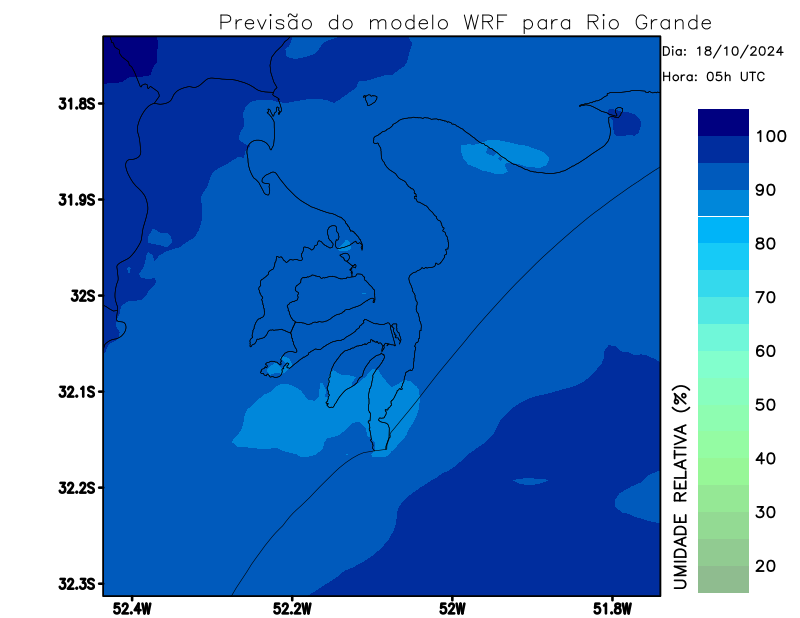 Previsão do modelo WRF para Rio Grande
Dia: 18/10/2024
Hora: 05h UTC
31.8S
31.9S
32S
32.1S
32.2S
32.3S
52.4W
52.2W
52W
51.8W
100
90
80
70
60
50
40
30
20
UMIDADE RELATIVA (%)